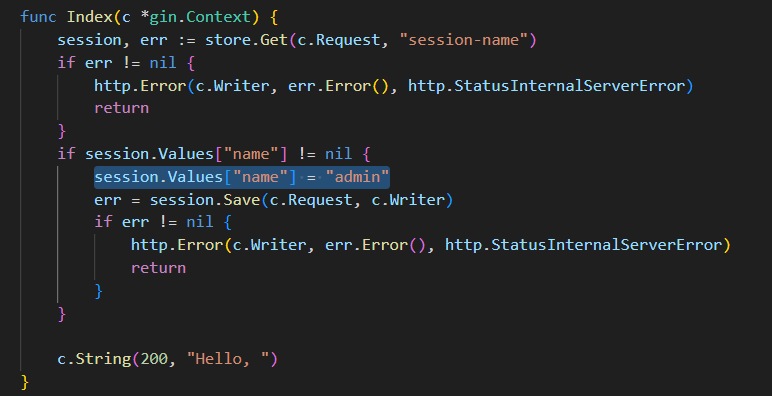 func Index(c *gin.Context) {
    session, err := store.Get(c.Request, "session-name")
    if err != nil {
        http.Error(c.Writer, err.Error(), http.StatusInternalServerError)
        return
    }
    if session.Values["name"] != nil {
        session.Values["name"] = "admin"
        err = session.Save(c.Request, c.Writer)
        if err != nil {
            http.Error(c.Writer, err.Error(), http.StatusInternalServerError)
            return
        }
    }

    c.String(200, "Hello, ")
}